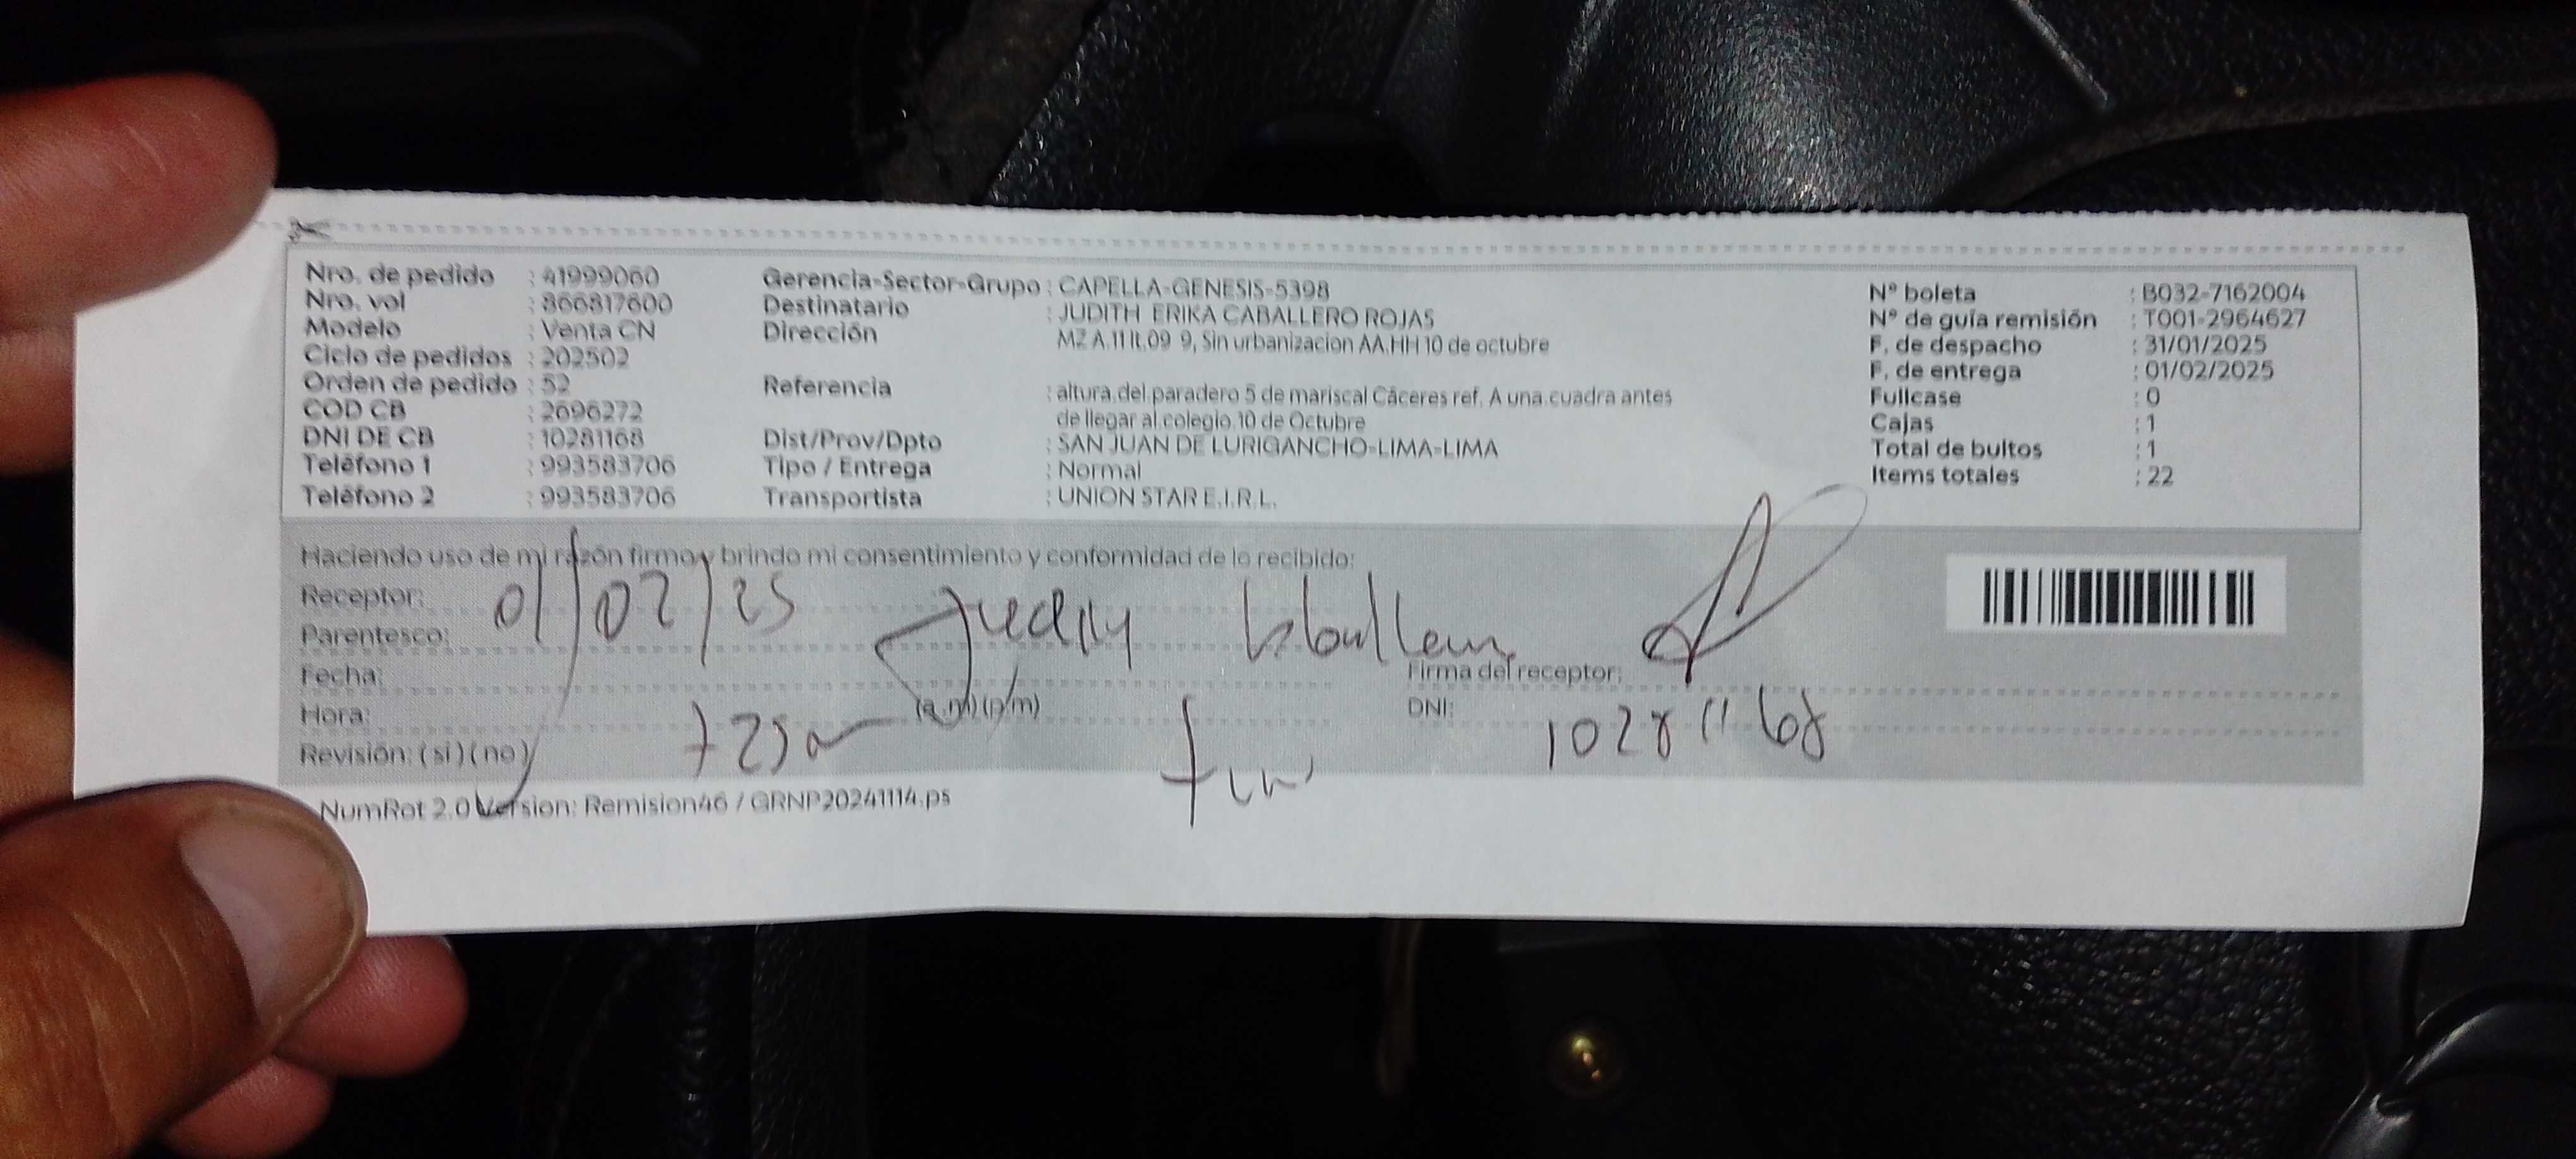 Nro. de pedido : 41999060 Gerencia-Sector-Grupo : CAPELLA-GENESIS-5398 N° boleta : B032-7162004
Nro. vol : 866817600 Destinatario : JUDITH ERIKA CABALLERO ROJAS N° de guía remisión : T001-2964627
Modelo : Venta CN Dirección MZ A.11 lt.09 9, Sin urbanizacion AA.HH 10 de octubre F. de despacho : 31/01/2025
Ciclo de pedidos : 202502 F. de entrega : 01/02/2025
Orden de pedido : 52 Referencia : altura.del.paradero 5 de mariscal Cáceres ref. A una.cuadra antes Fullcase : 0
COD CB : 2696272 de llegar al.colegio.10 de Octubre Cajas : 1
DNI DE CB : 10281168 Dist/Prov/Dpto : SAN JUAN DE LURIGANCHO-LIMA-LIMA Total de bultos : 1
Teléfono 1 : 993583706 Tipo / Entrega : Normal Items totales : 22
Teléfono 2 : 993583706 Transportista : UNION STAR E.I.R.L.
Haciendo uso de mi razón firmo y brindo mi consentimiento y conformidad de lo recibido:
Receptor: 01/02/25
Parentesco:
Fecha: Firma del receptor:
Hora: (a.m)(p/m) DNI: 10281168
Revisión: (si)(no)
NumRot 2.0 Version: Remision46 / GRNP20241114.ps